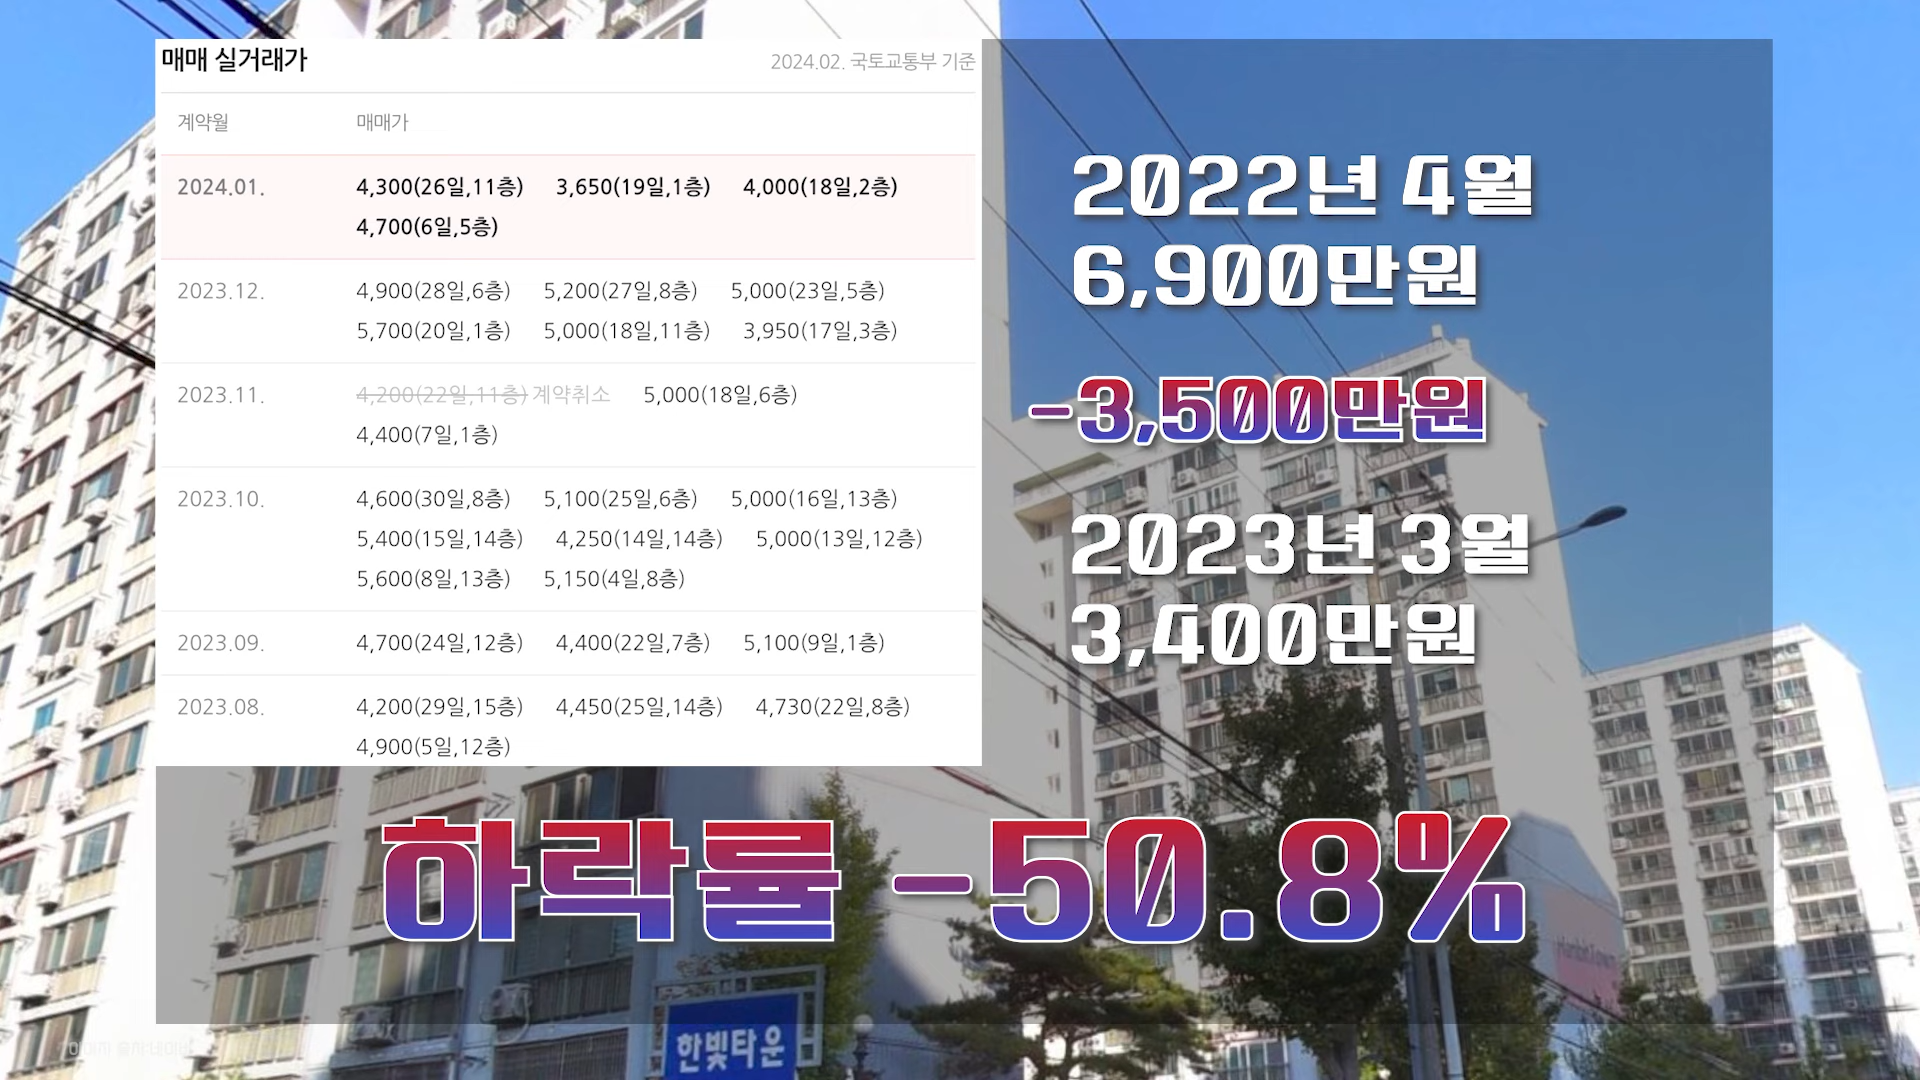 매매 실거래가
2024.02. 국토교통부 기준
계약월 매매가
2024.01. 4,300(26일,11층) 3,650(19일,1층) 4,000(18일,2층)
4,700(6일,5층)
2023.12. 4,900(28일,6층) 5,200(27일,8층) 5,000(23일,5층)
5,700(20일,1층) 5,000(18일,11층) 3,950(17일,3층)
2023.11. 4,200(22일,11층) 계약취소 5,000(18일,6층)
4,400(7일,1층)
2023.10. 4,600(30일,8층) 5,100(25일,6층) 5,000(16일,13층)
5,400(15일,14층) 4,250(14일,14층) 5,000(13일,12층)
5,600(8일,13층) 5,150(4일,8층)
2023.09. 4,700(24일,12층) 4,400(22일,7층) 5,100(9일,1층)
2023.08. 4,200(29일,15층) 4,450(25일,14층) 4,730(22일,8층)
4,900(5일,12층)
2022년 4월
6,900만원
-3,500만원
2023년 3월
3,400만원
하락률 -50.8%
한빛타운